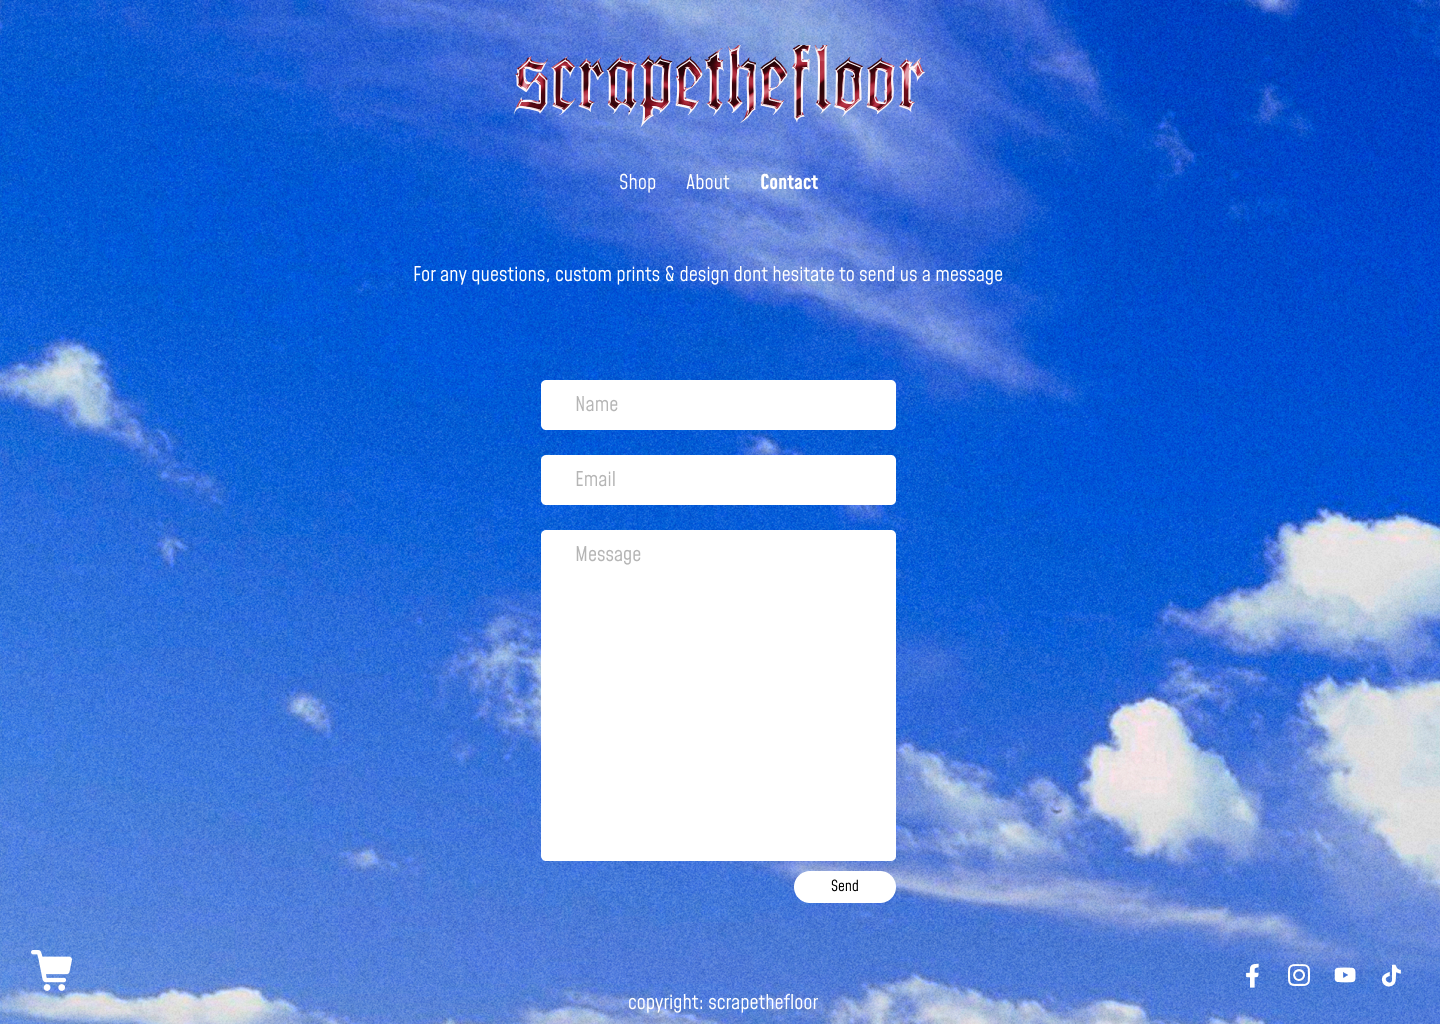 scrapethefloor
Shop About Contact
For any questions, custom prints & design dont hesitate to send us a message
Name
Email
Message
Send
copyright: scrapethefloor